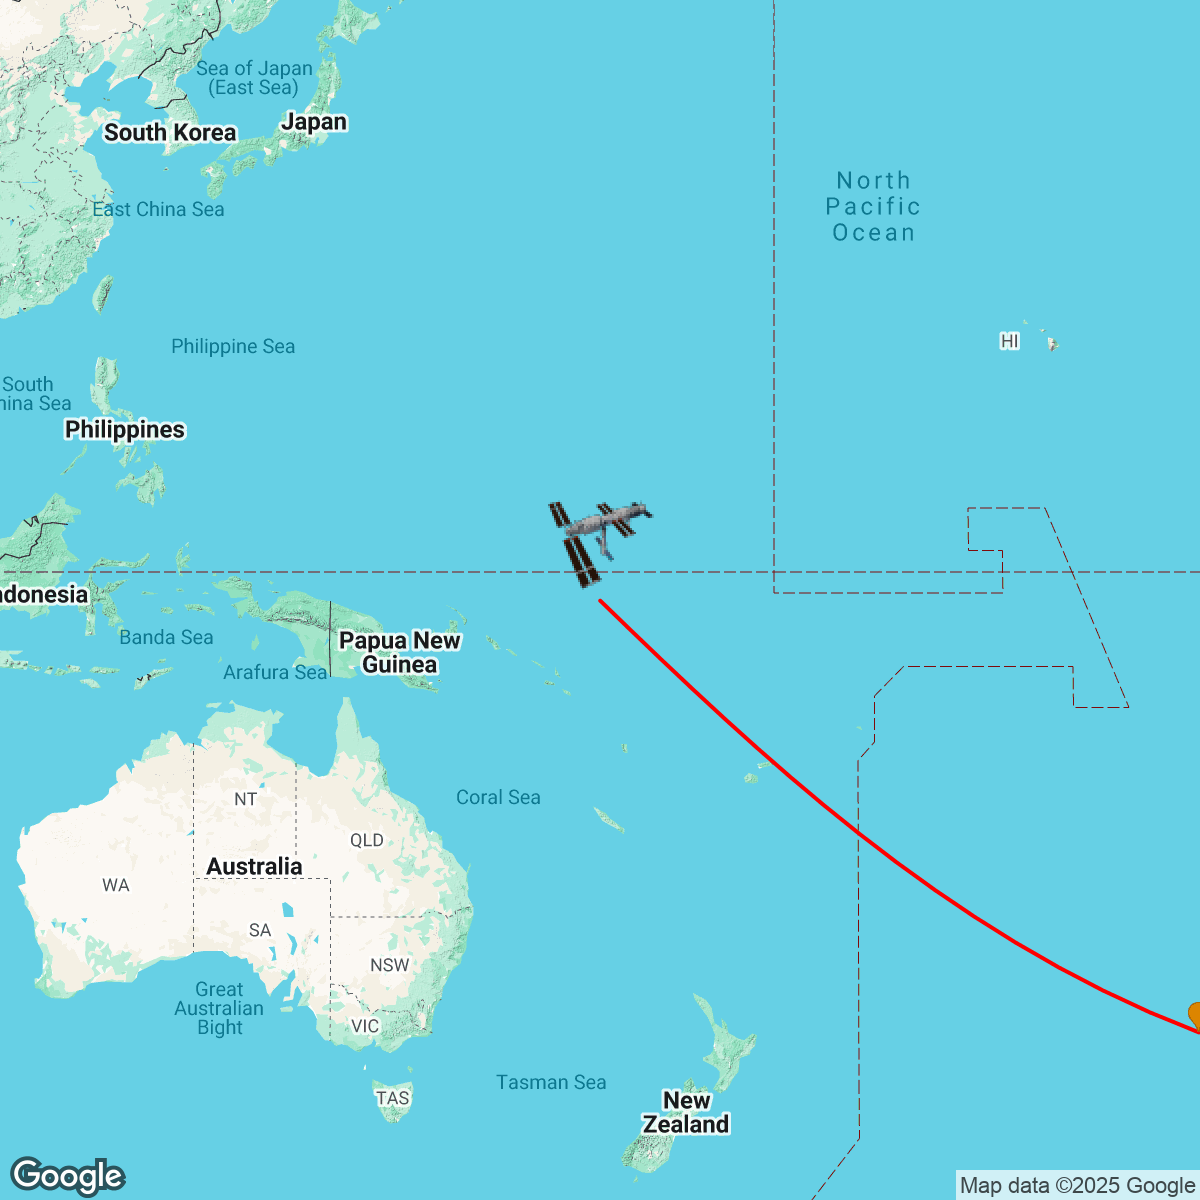 Sea of Japan
(East Sea)
South Korea
Japan
North
Pacific
Ocean
East China Sea
HI
Philippine Sea
South
hina Sea
Philippines
ndonesia
Banda Sea
Papua New
Guinea
Arafura Sea
Coral Sea
NT
QLD
Australia
WA
SA
NSW
Great
Australian
Bight
VIC
Tasman Sea
TAS
New
Zealand
Google
Map data ©2025 Google